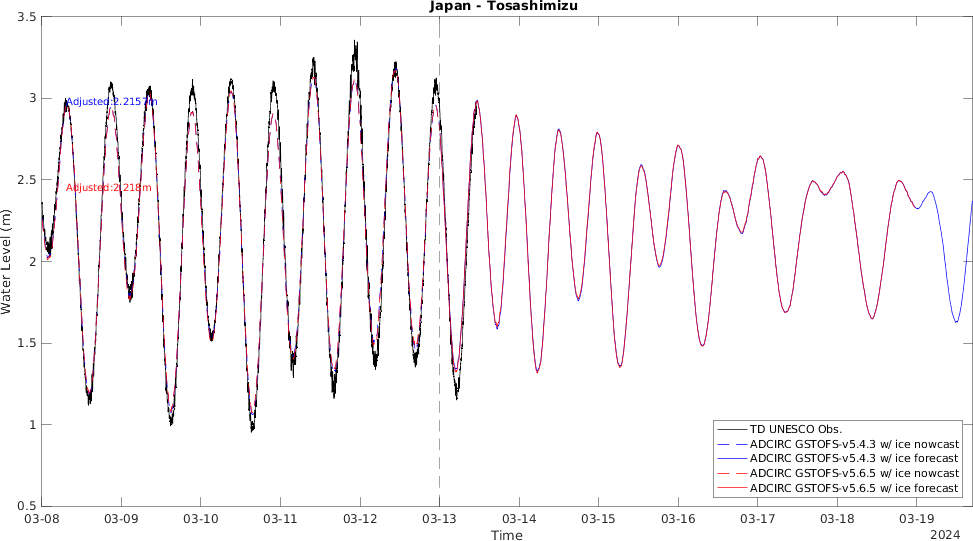 Japan - Tosashimizu
3.5
3
2.5
2
1.5
1
0.5
Water Level (m)
Adjusted:2.2157m
Adjusted:2.218m
TD UNESCO Obs.
ADCIRC GSTOFS-v5.4.3 w/ ice nowcast
ADCIRC GSTOFS-v5.4.3 w/ ice forecast
ADCIRC GSTOFS-v5.6.5 w/ ice nowcast
ADCIRC GSTOFS-v5.6.5 w/ ice forecast
03-08 03-09 03-10 03-11 03-12 03-13 03-14 03-15 03-16 03-17 03-18 03-19
Time
2024